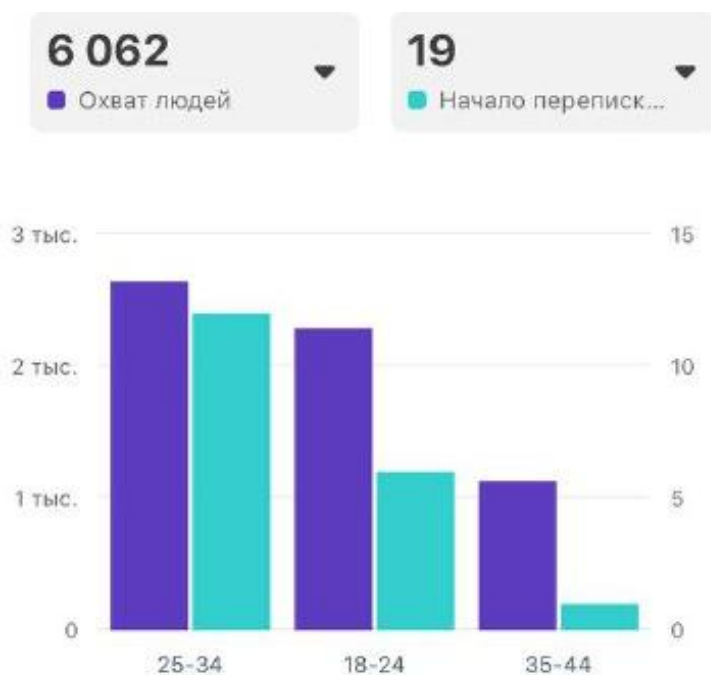 6 062
Охват людей
19
Начало переписк...
3 тыс.
15
2 тыс.
10
1 тыс.
5
0
0
25-34
18-24
35-44